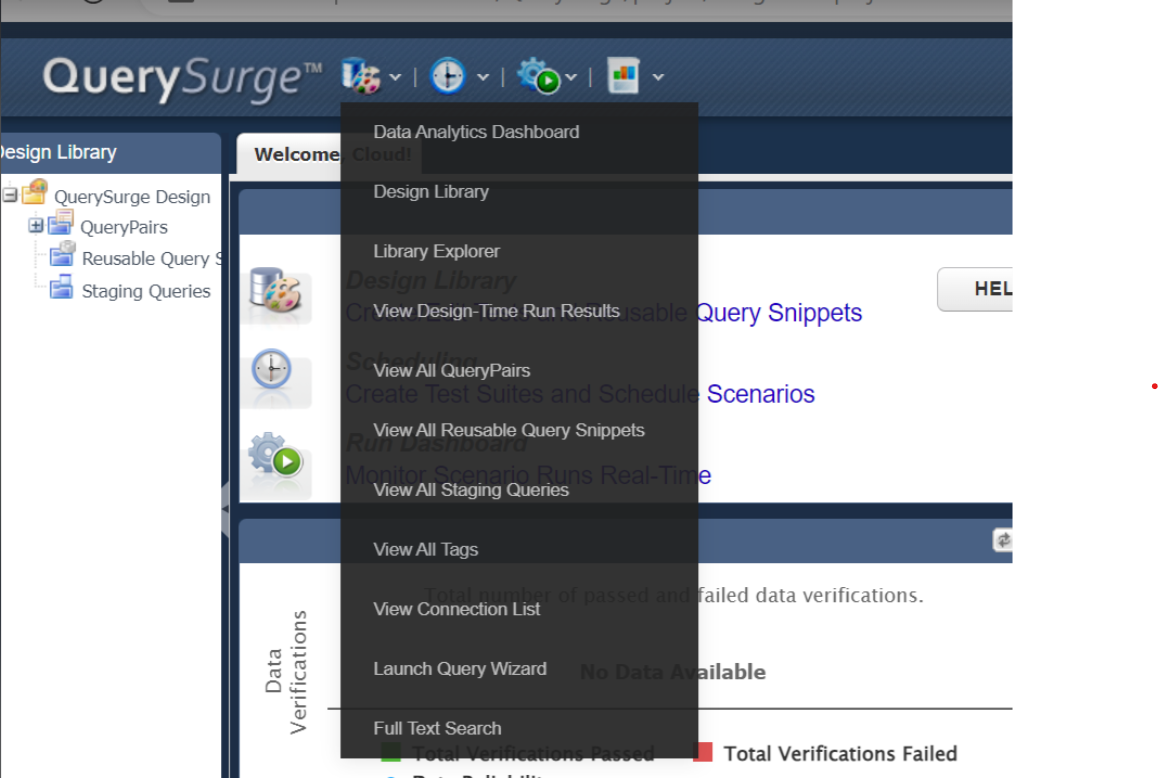 QuerySurge™
Design Library
QuerySurge Design
QueryPairs
Reusable Query S
Staging Queries
Welcome, Cloud!
Data Analytics Dashboard
Design Library
Library Explorer
View Design-Time Run Results
View All QueryPairs
View All Reusable Query Snippets
View All Staging Queries
View All Tags
View Connection List
Launch Query Wizard
Full Text Search
Design Library
Query Snippets
HEL
Scheduling
Create Test Suites and Schedule Scenarios
Run Dashboard
Monitor Scenario Runs Real-Time
Total number of passed and failed data verifications.
Data
Verifications
No Data Available
Total Verifications Passed
Total Verifications Failed